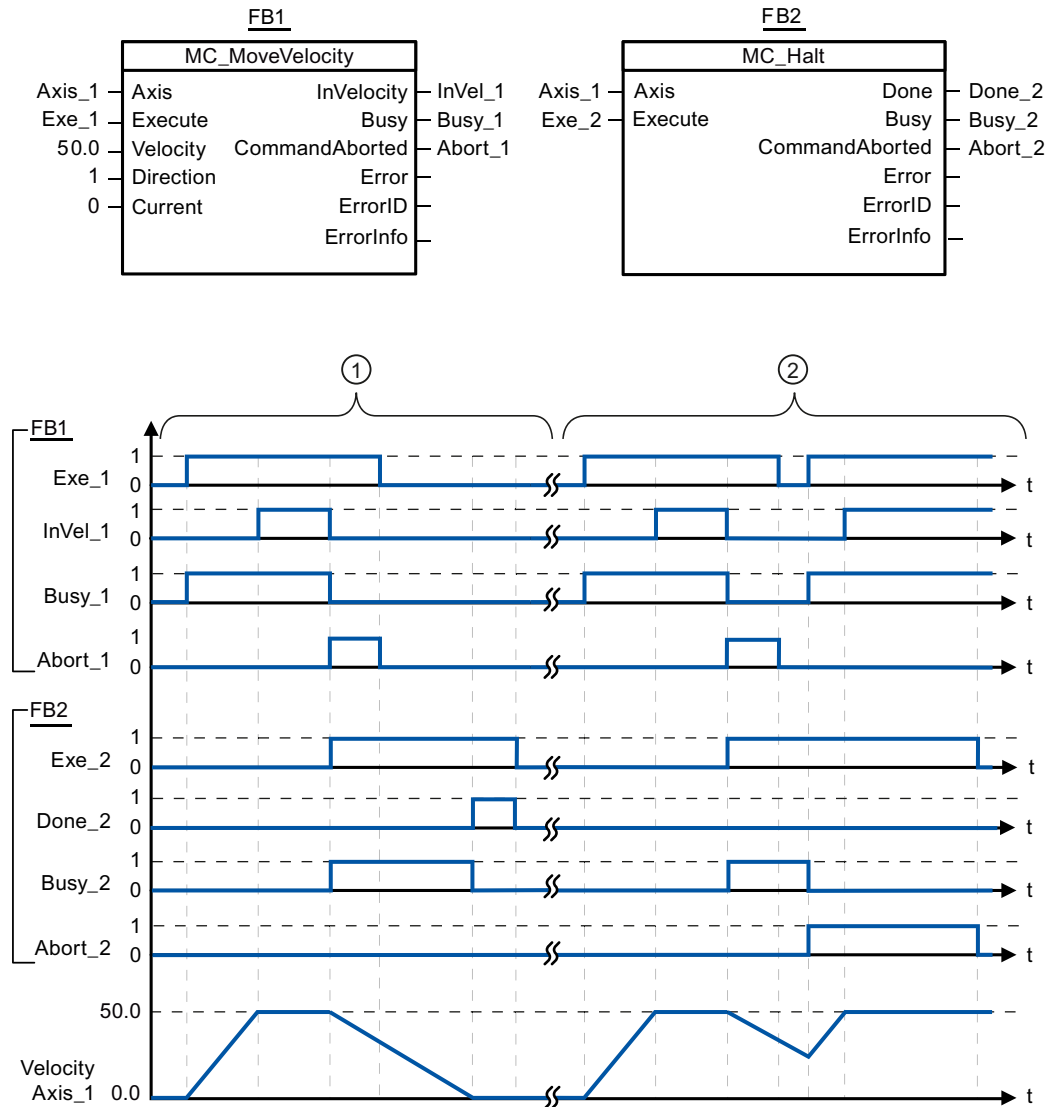 FB1 FB2
MC_MoveVelocity MC_Halt
Axis_1 Axis InVelocity InVel_1 Axis_1 Axis Done Done_2
Exe_1 Execute Busy Busy_1 Exe_2 Execute Busy Busy_2
50.0 Velocity CommandAborted Abort_1 CommandAborted Abort_2
1 Direction Error Error
0 Current ErrorID ErrorID
ErrorInfo ErrorInfo
1 2
FB1
1
Exe_1 0 t
1
InVel_1 0 t
1
Busy_1 0 t
1
Abort_1 0 t
FB2
1
Exe_2 0 t
1
Done_2 0 t
1
Busy_2 0 t
1
Abort_2 0 t
50.0
Velocity
Axis_1 0.0 t